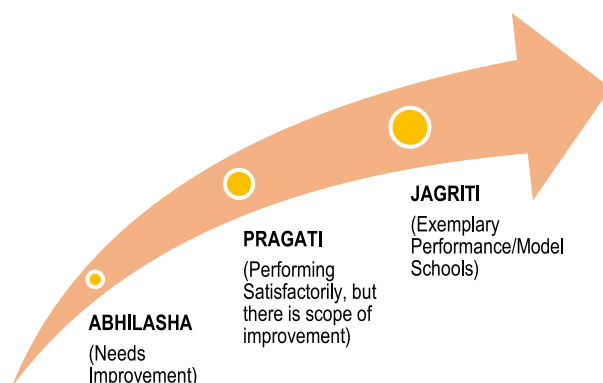 JAGRITI
(Exemplary
Performance/Model
Schools)
PRAGATI
(Performing
Satisfactorily, but
there is scope of
improvement)
ABHILASHA
(Needs
Improvement)